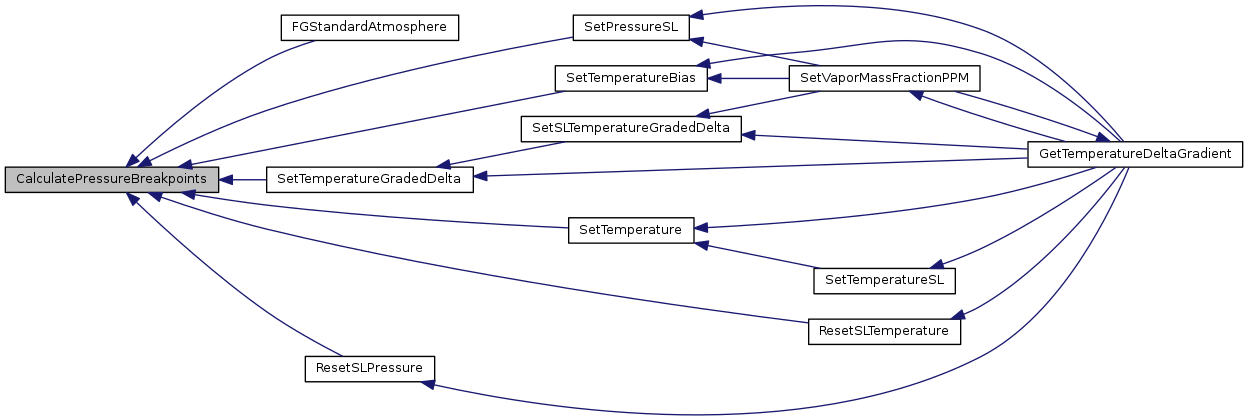 FGStandardAtmosphere
SetPressureSL
SetTemperatureBias
SetVaporMassFractionPPM
SetSLTemperatureGradedDelta
GetTemperatureDeltaGradient
CalculatePressureBreakpoints
SetTemperatureGradedDelta
SetTemperature
SetTemperatureSL
ResetSLTemperature
ResetSLPressure